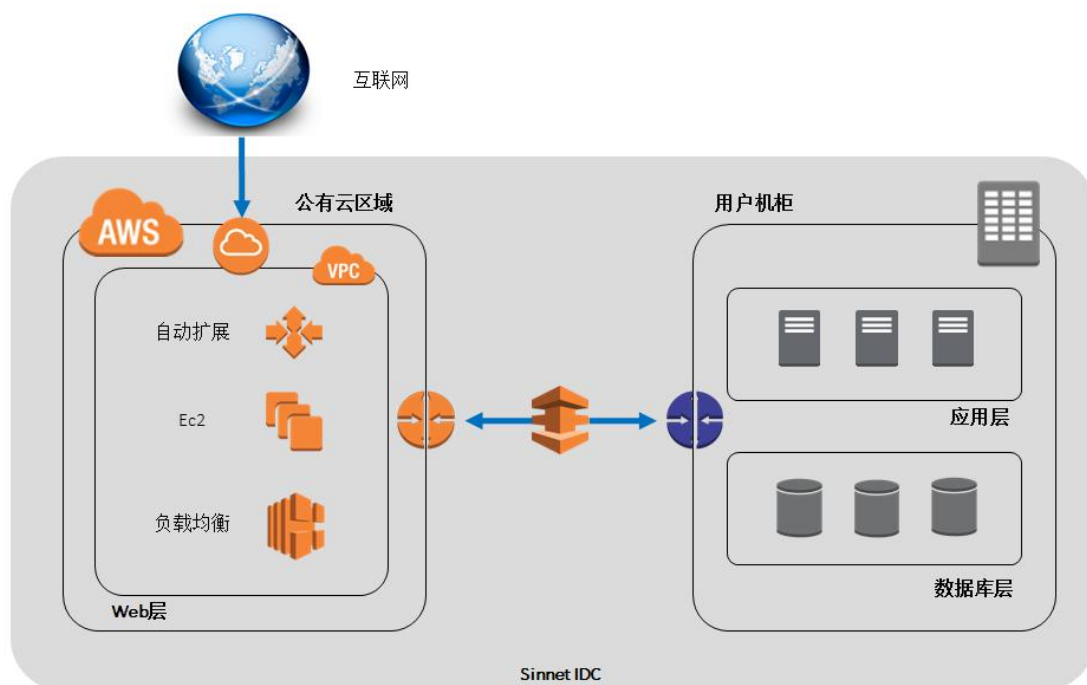 互联网
公有云区域
用户机柜
AWS
VPC
自动扩展
Ec2
应用层
负载均衡
数据库层
Web层
Sinnet IDC